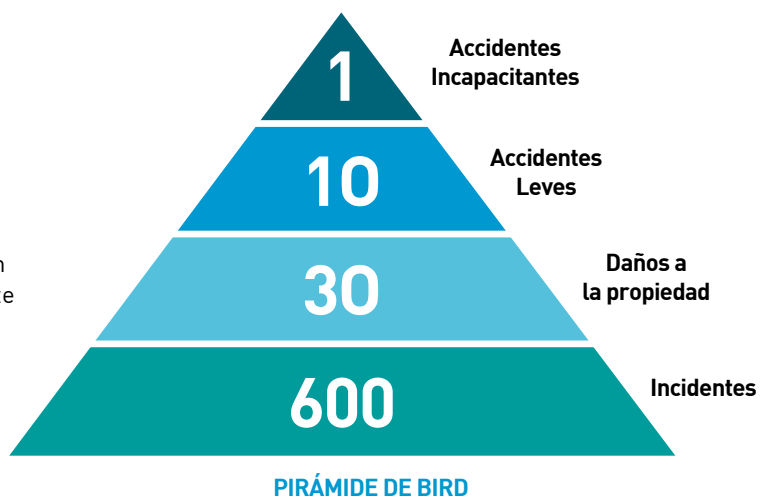 1
Accidentes
Incapacitantes
10
Accidentes
Leves
30
Daños a
la propiedad
600
Incidentes
PIRÁMIDE DE BIRD